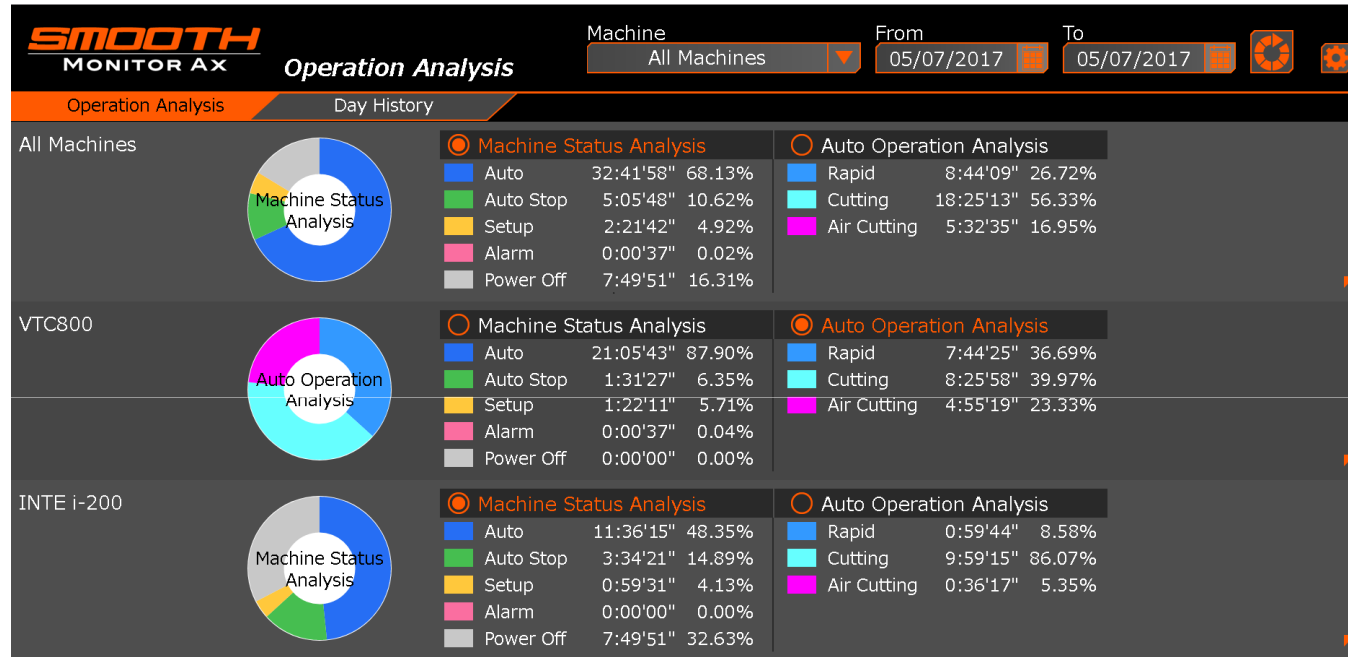 SMOOTH
MONITOR AX
Operation Analysis
Machine
All Machines
From
05/07/2017
To
05/07/2017
Operation Analysis
Day History
All Machines
Machine Status
Analysis
Machine Status Analysis
Auto 32:41'58" 68.13%
Auto Stop 5:05'48" 10.62%
Setup 2:21'42" 4.92%
Alarm 0:00'37" 0.02%
Power Off 7:49'51" 16.31%
Auto Operation Analysis
Rapid 8:44'09" 26.72%
Cutting 18:25'13" 56.33%
Air Cutting 5:32'35" 16.95%
VTC800
Auto Operation
Analysis
Machine Status Analysis
Auto 21:05'43" 87.90%
Auto Stop 1:31'27" 6.35%
Setup 1:22'11" 5.71%
Alarm 0:00'37" 0.04%
Power Off 0:00'00" 0.00%
Auto Operation Analysis
Rapid 7:44'25" 36.69%
Cutting 8:25'58" 39.97%
Air Cutting 4:55'19" 23.33%
INTE i-200
Machine Status
Analysis
Machine Status Analysis
Auto 11:36'15" 48.35%
Auto Stop 3:34'21" 14.89%
Setup 0:59'31" 4.13%
Alarm 0:00'00" 0.00%
Power Off 7:49'51" 32.63%
Auto Operation Analysis
Rapid 0:59'44" 8.58%
Cutting 9:59'15" 86.07%
Air Cutting 0:36'17" 5.35%